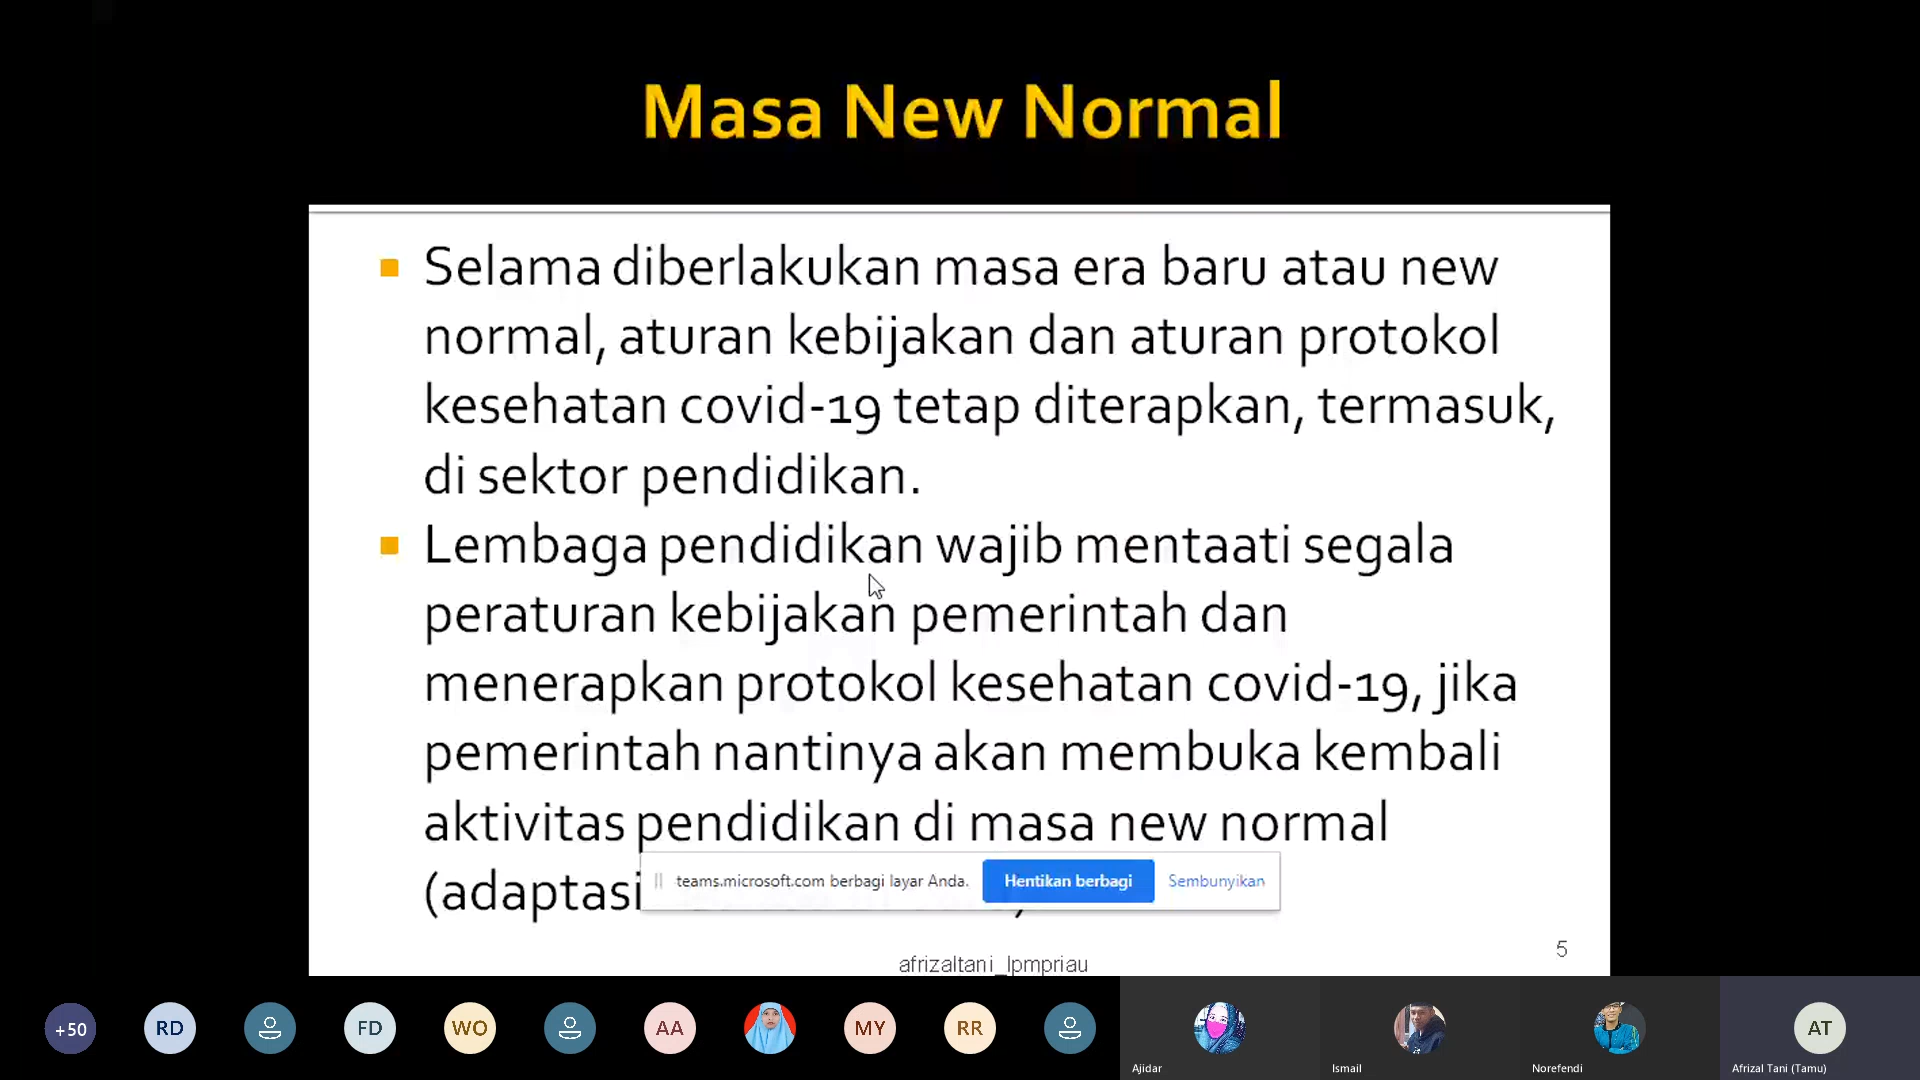 Masa New Normal
Selama diberlakukan masa era baru atau new
normal, aturan kebijakan dan aturan protokol
kesehatan covid-19 tetap diterapkan, termasuk,
di sektor pendidikan.
Lembaga pendidikan wajib mentaati segala
peraturan kebijakan pemerintah dan
menerapkan protokol kesehatan covid-19, jika
pemerintah nantinya akan membuka kembali
aktivitas pendidikan di masa new normal
(adaptasi
teams.microsoft.com berbagi layar Anda. Hentikan berbagi Sembunyikan
5
afrizaltani_lpmpriau
+50 RD FD WO AA MY RR AT
Ajidar Ismail Norefendi Afrizal Tani (Tamu)